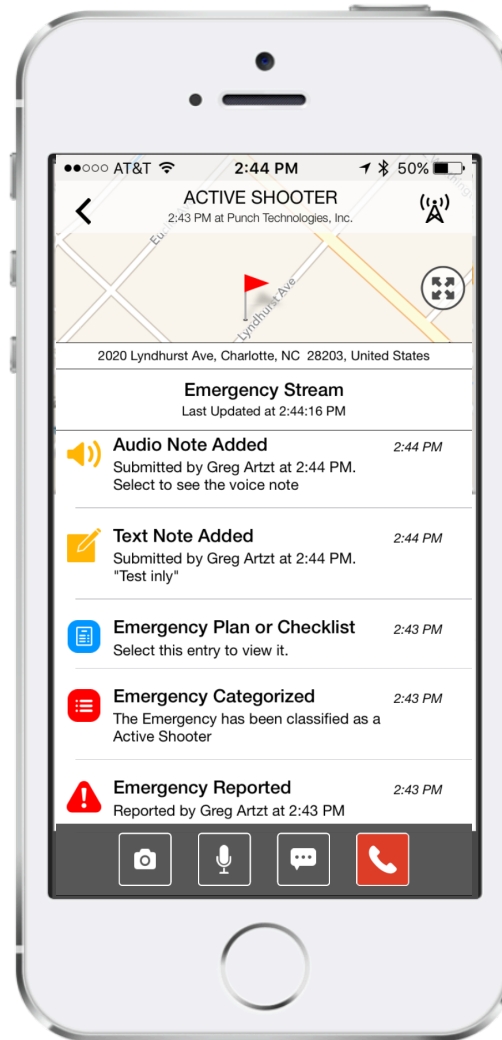 AT&T 2:44 PM 50%
ACTIVE SHOOTER
2:43 PM at Punch Technologies, Inc.
Lyndhurst Ave
2020 Lyndhurst Ave, Charlotte, NC 28203, United States
Emergency Stream
Last Updated at 2:44:16 PM
Audio Note Added 2:44 PM
Submitted by Greg Artzt at 2:44 PM.
Select to see the voice note
Text Note Added 2:44 PM
Submitted by Greg Artzt at 2:44 PM.
"Test inly"
Emergency Plan or Checklist 2:43 PM
Select this entry to view it.
Emergency Categorized 2:43 PM
The Emergency has been classified as a
Active Shooter
Emergency Reported 2:43 PM
Reported by Greg Artzt at 2:43 PM